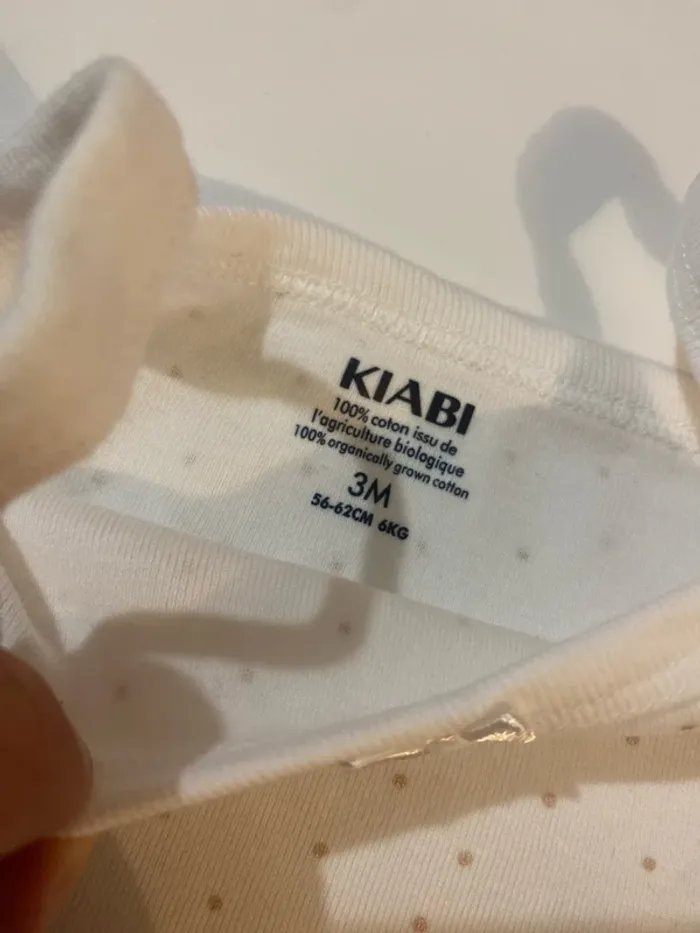 KIABI
100% coton issu de
l'agriculture biologique
100% organically grown cotton
3M
56-62CM 6KG